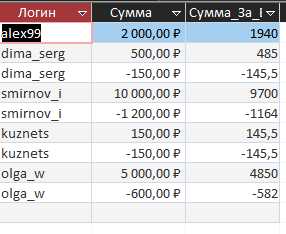 Логин Сумма Сумма_За_
alex99 2 000,00 ₽ 1940
dima_serg 500,00 ₽ 485
dima_serg -150,00 ₽ -145,5
smirnov_i 10 000,00 ₽ 9700
smirnov_i -1 200,00 ₽ -1164
kuznets 150,00 ₽ 145,5
kuznets -150,00 ₽ -145,5
olga_w 5 000,00 ₽ 4850
olga_w -600,00 ₽ -582